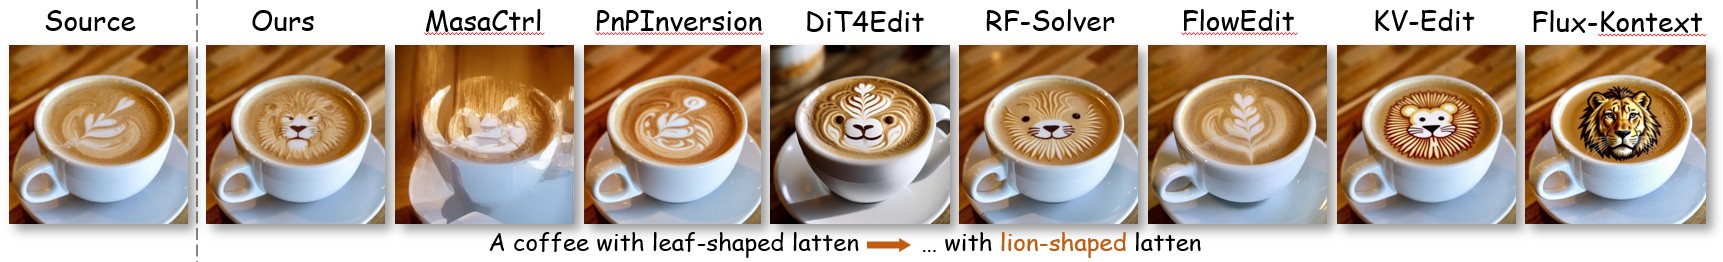 Source Ours MasaCtrl PnPInversion DiT4Edit RF-Solver FlowEdit KV-Edit Flux-Kontext
A coffee with leaf-shaped latten ... with lion-shaped latten